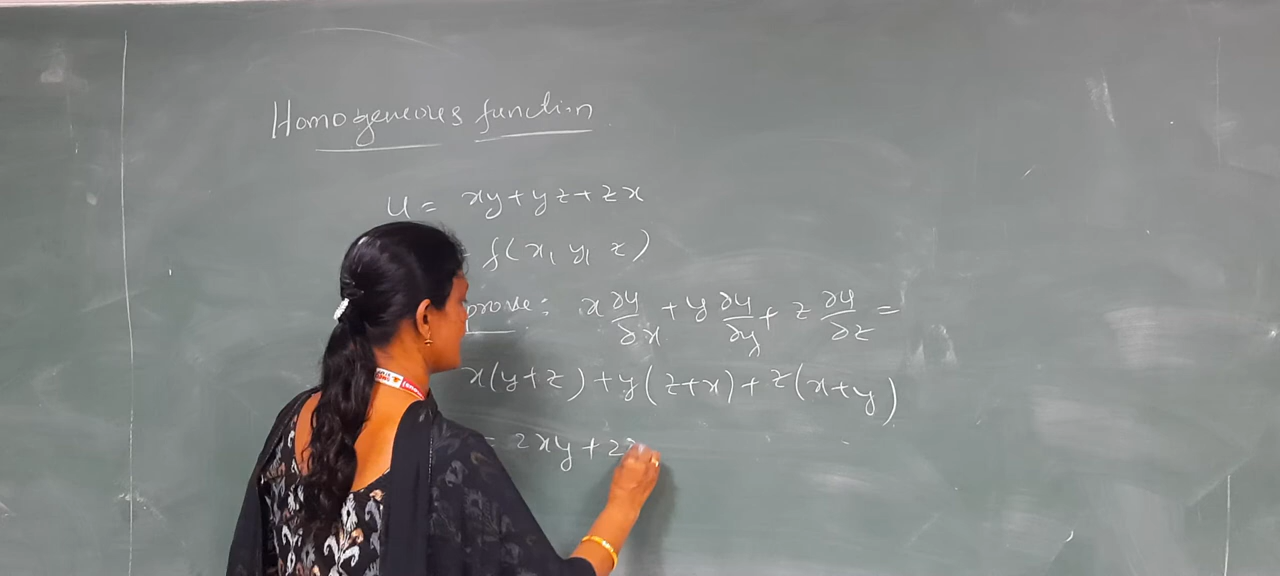 Homogeneous function
u = xy + yz + zx
f(x, y, z)
prove: x ∂u/∂x + y ∂u/∂y + z ∂u/∂z =
x(y+z) + y(z+x) + z(x+y)
= 2xy + 2